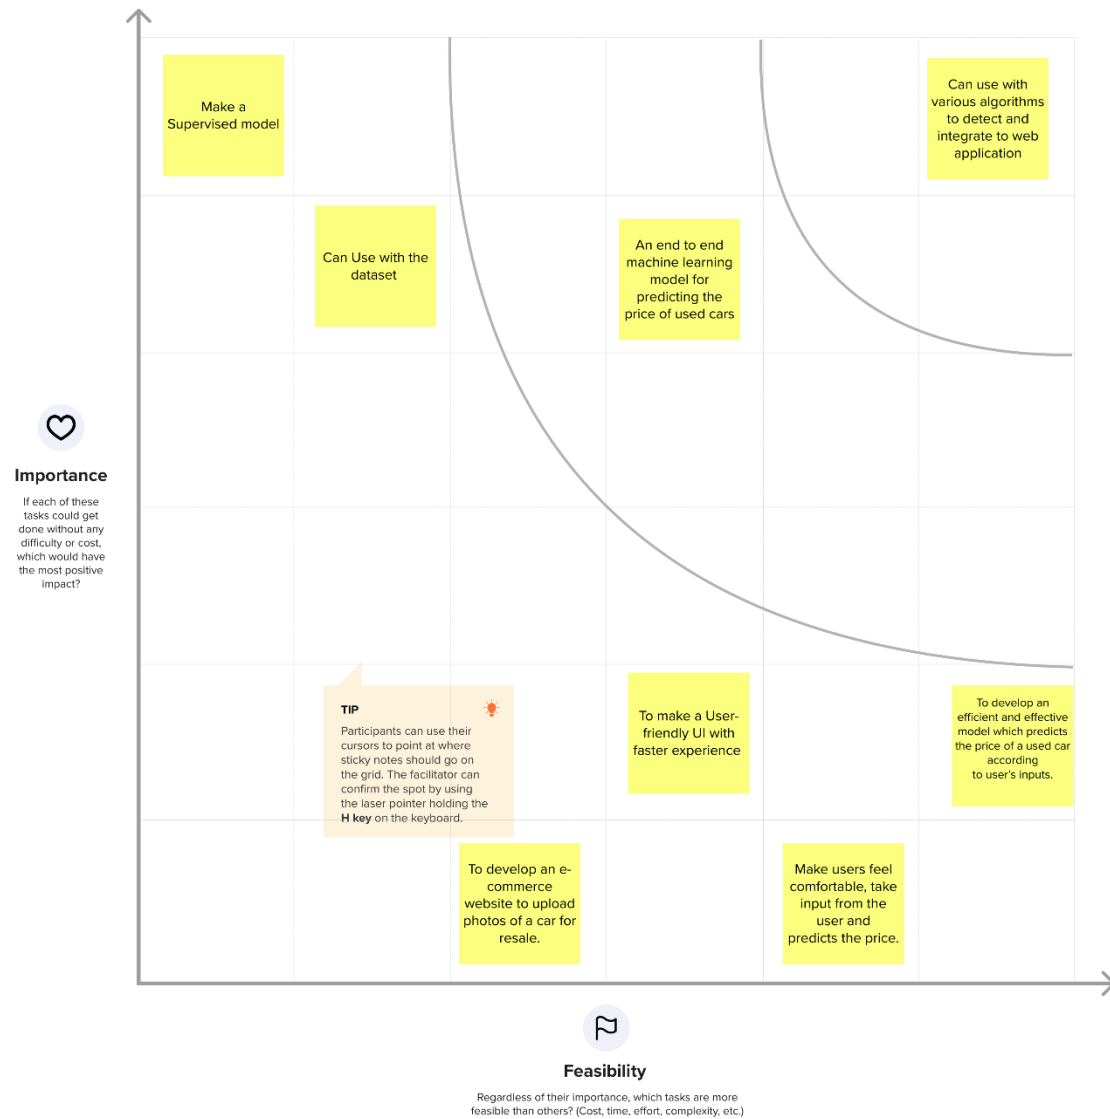 Make a
Supervised model
Can use with
various algorithms
to detect and
integrate to web
application
Can Use with the
dataset
An end to end
machine learning
model for
predicting the
price of used cars
Importance
If each of these
tasks could get
done without any
difficulty or cost,
which would have
the most positive
impact?
TIP
Participants can use their
cursors to point at where
sticky notes should go on
the grid. The facilitator can
confirm the spot by using
the laser pointer holding the
H key on the keyboard.
To make a User-
friendly UI with
faster experience
To develop an
efficient and effective
model which predicts
the price of a used car
according
to user's inputs.
To develop an e-
commerce
website to upload
photos of a car for
resale.
Make users feel
comfortable, take
input from the
user and
predicts the price.
Feasibility
Regardless of their importance, which tasks are more
feasible than others? (Cost, time, effort, complexity, etc.)